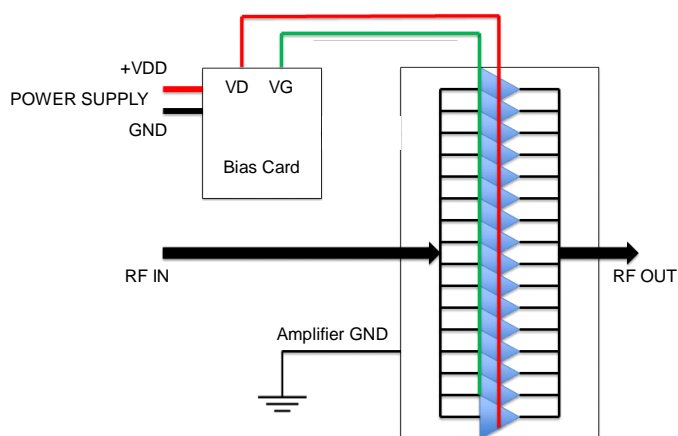 +VDD
POWER SUPPLY
GND
VD VG
Bias Card
RF IN
RF OUT
Amplifier GND